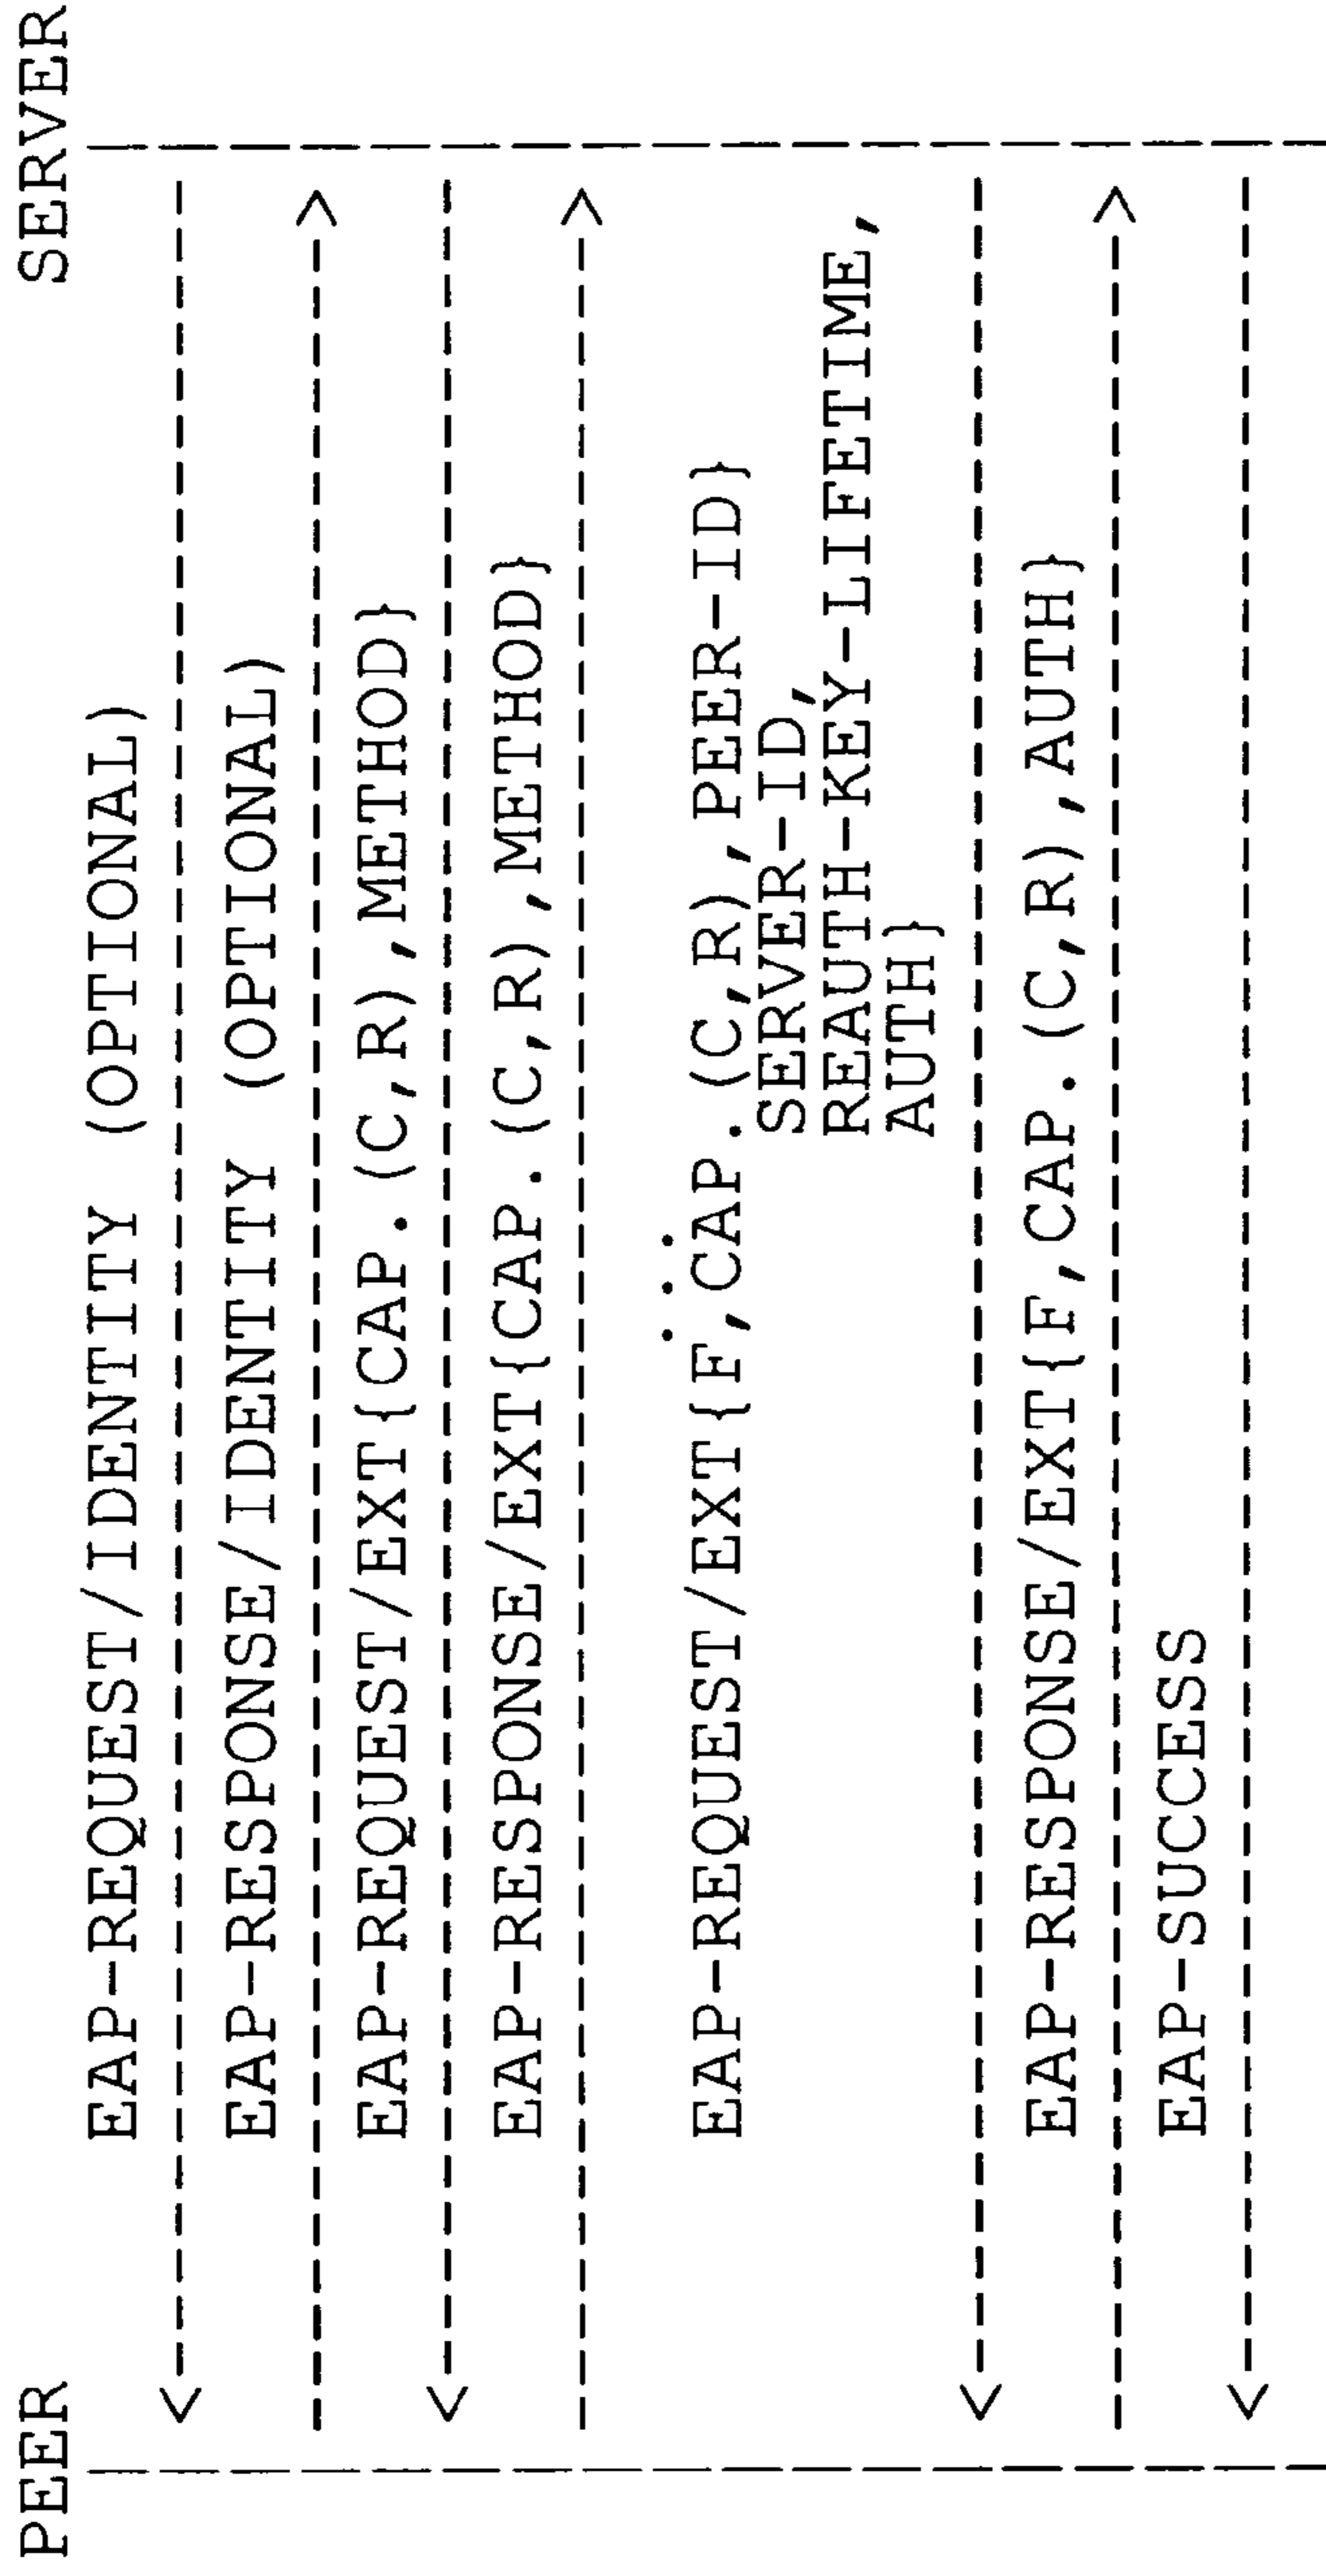 PEER SERVER
EAP-REQUEST/IDENTITY (OPTIONAL)
EAP-RESPONSE/IDENTITY (OPTIONAL)
EAP-REQUEST/EXT{CAP.(C,R),METHOD}
EAP-RESPONSE/EXT{CAP.(C,R),METHOD}
...
EAP-REQUEST/EXT{F,CAP.(C,R),PEER-ID}
SERVER-ID,
REAUTH-KEY-LIFETIME,
AUTH}
EAP-RESPONSE/EXT{F,CAP.(C,R),AUTH}
EAP-SUCCESS